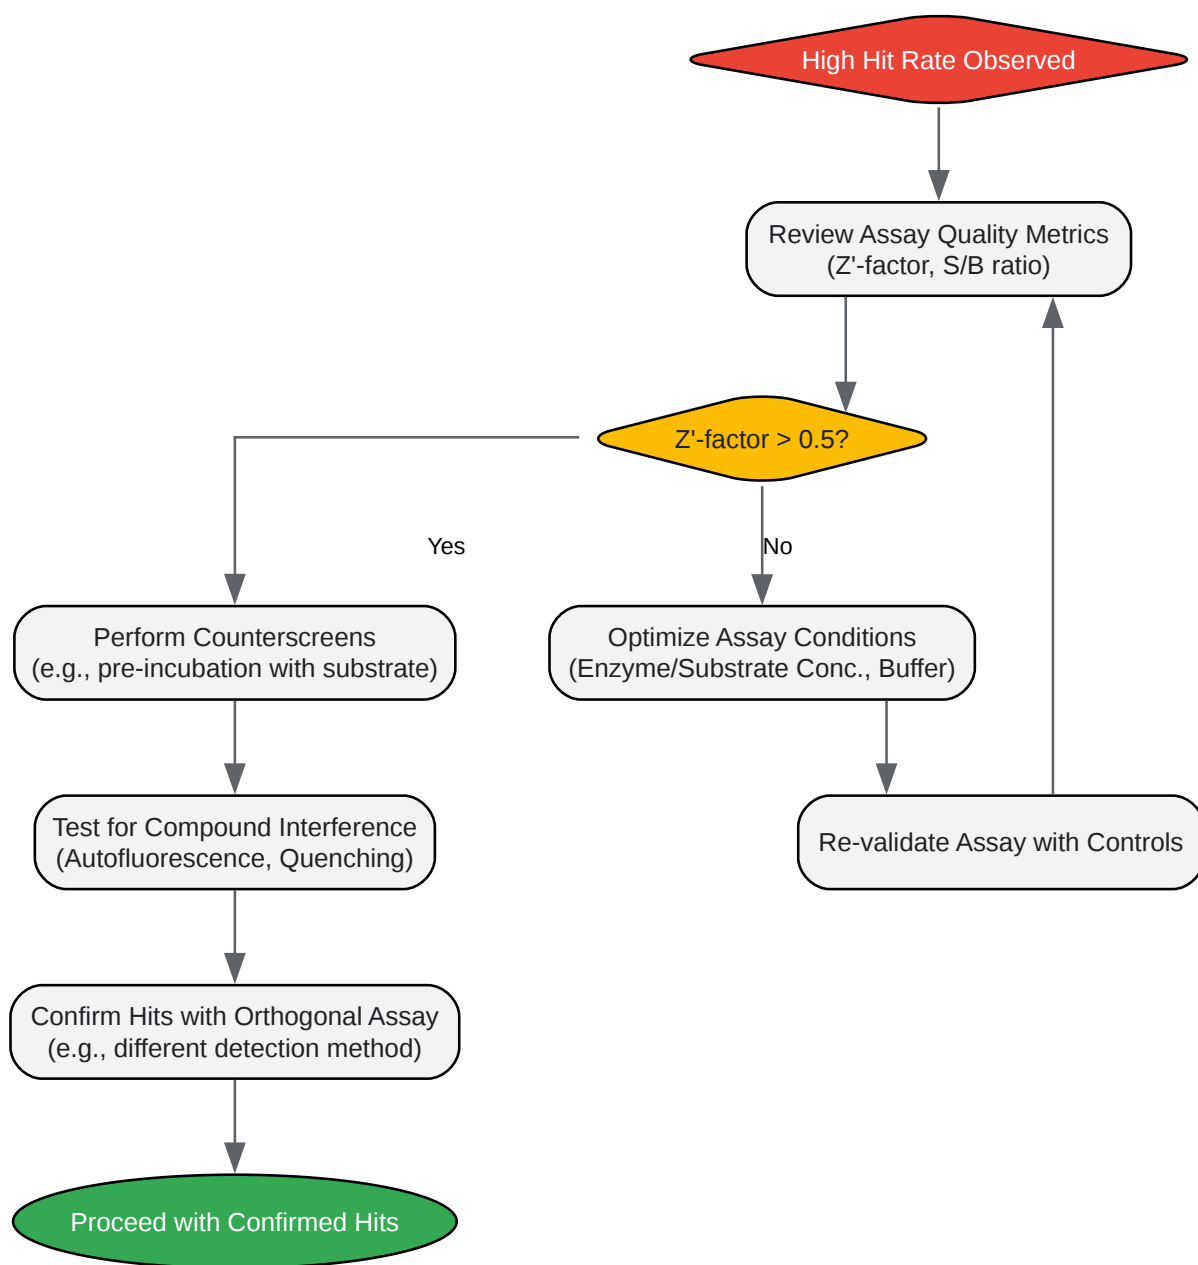 High Hit Rate Observed
Review Assay Quality Metrics
(Z'-factor, S/B ratio)
Z'-factor > 0.5?
Yes
No
Perform Counterscreens
(e.g., pre-incubation with substrate)
Optimize Assay Conditions
(Enzyme/Substrate Conc., Buffer)
Test for Compound Interference
(Autofluorescence, Quenching)
Re-validate Assay with Controls
Confirm Hits with Orthogonal Assay
(e.g., different detection method)
Proceed with Confirmed Hits